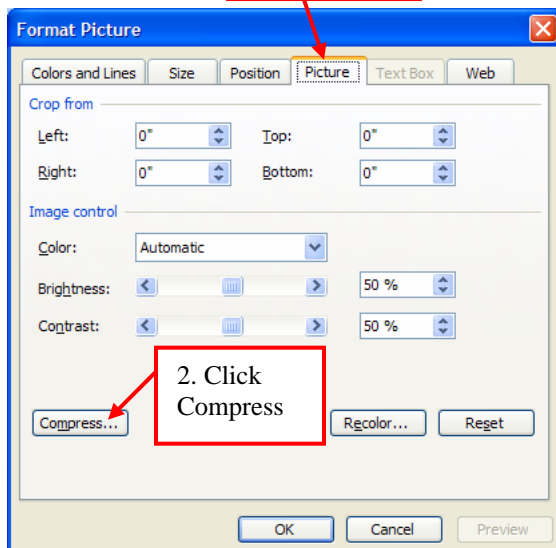 Format Picture
Colors and Lines Size Position Picture Text Box Web
Crop from
Left: 0" Top: 0"
Right: 0" Bottom: 0"
Image control
Color: Automatic
Brightness: 50 %
Contrast: 50 %
2. Click
Compress
Compress... Recolor... Reset
OK Cancel Preview